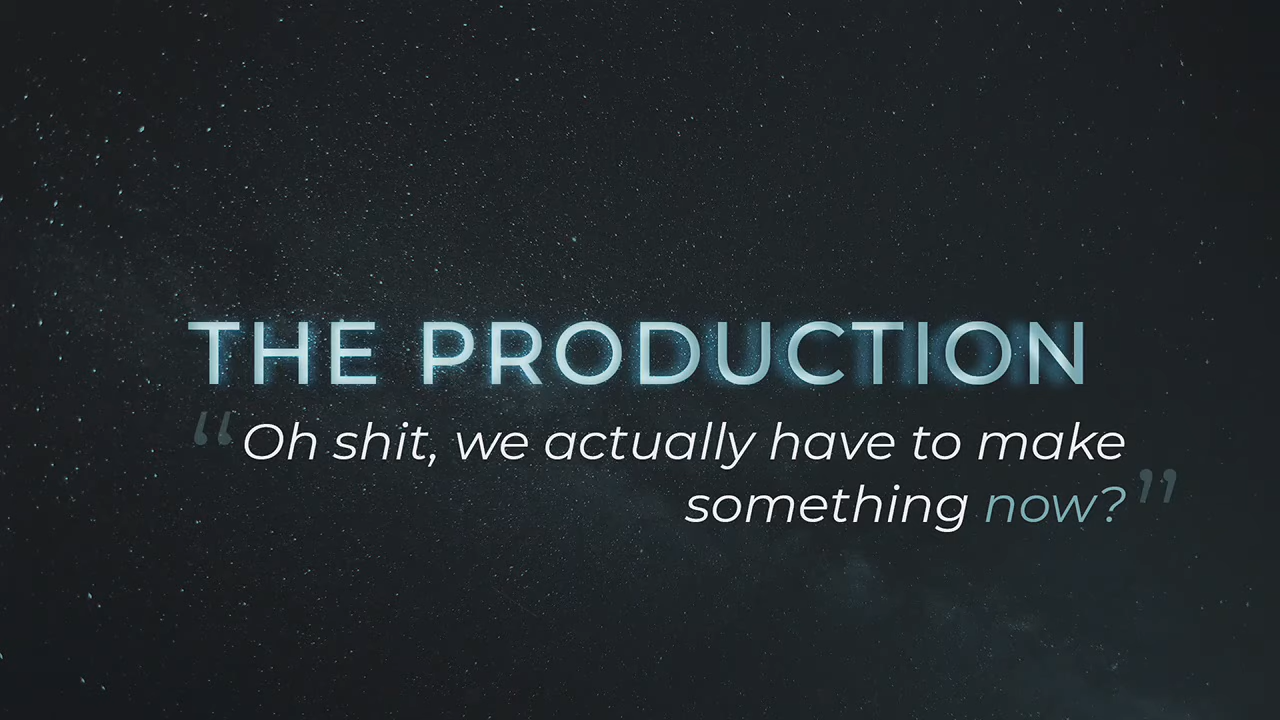 THE PRODUCTION
“Oh shit, we actually have to make
something now?”